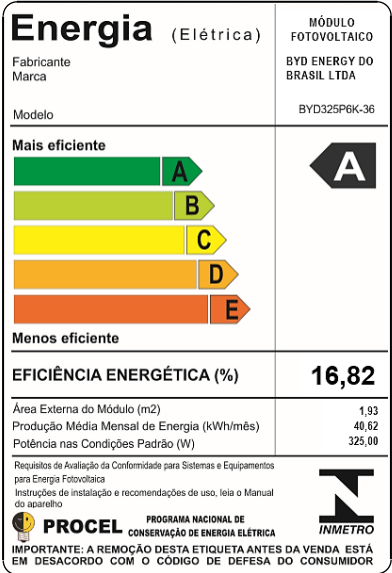 Energia (Elétrica)
MÓDULO
FOTOVOLTAICO
Fabricante
Marca
BYD ENERGY DO
BRASIL LTDA
Modelo
BYD325P6K-36
Mais eficiente
A
A
B
C
D
E
Menos eficiente
EFICIÊNCIA ENERGÉTICA (%) 16,82
Área Externa do Módulo (m2) 1,93
Produção Média Mensal de Energia (kWh/mês) 40,62
Potência nas Condições Padrão (W) 325,00
Requisitos de Avaliação da Conformidade para Sistemas e Equipamentos
para Energia Fotovoltaica
Instruções de instalação e recomendações de uso, leia o Manual
do aparelho
PROCEL
PROGRAMA NACIONAL DE
CONSERVAÇÃO DE ENERGIA ELÉTRICA
INMETRO
IMPORTANTE: A REMOÇÃO DESTA ETIQUETA ANTES DA VENDA ESTÁ
EM DESACORDO COM O CÓDIGO DE DEFESA DO CONSUMIDOR